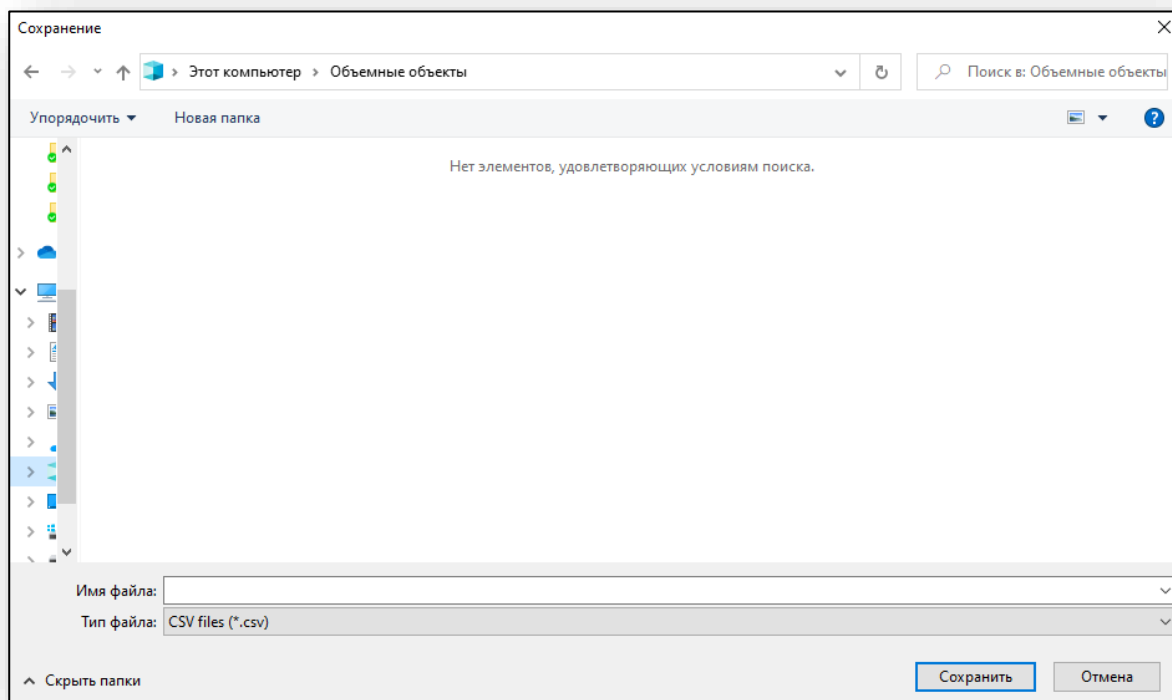 Сохранение
Этот компьютер > Объемные объекты
Поиск в: Объемные объекты
Упорядочить
Новая папка
Нет элементов, удовлетворяющих условиям поиска.
Имя файла:
Тип файла: CSV files (*.csv)
Скрыть папки
Сохранить
Отмена